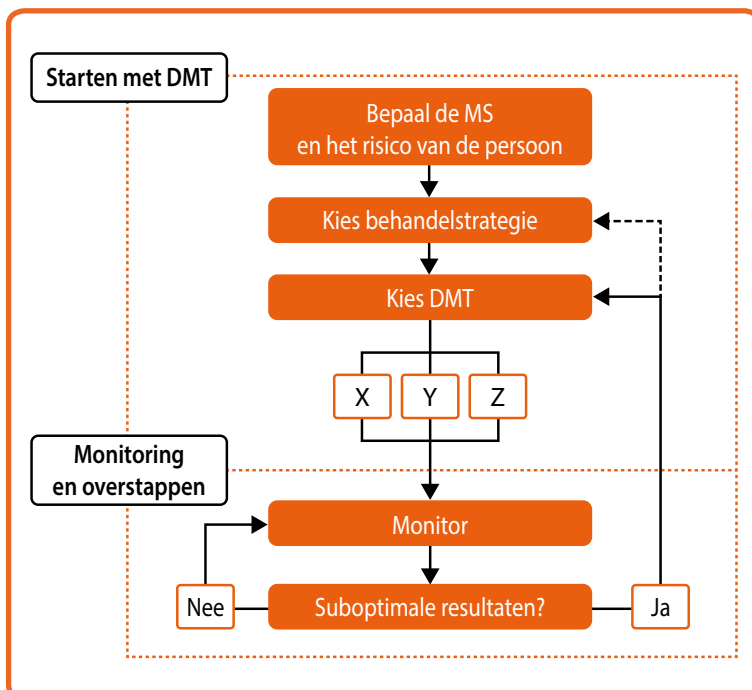 Starten met DMT
Bepaal de MS
en het risico van de persoon
Kies behandelstrategie
Kies DMT
X Y Z
Monitoring
en overstappen
Monitor
Nee
Suboptimale resultaten?
Ja